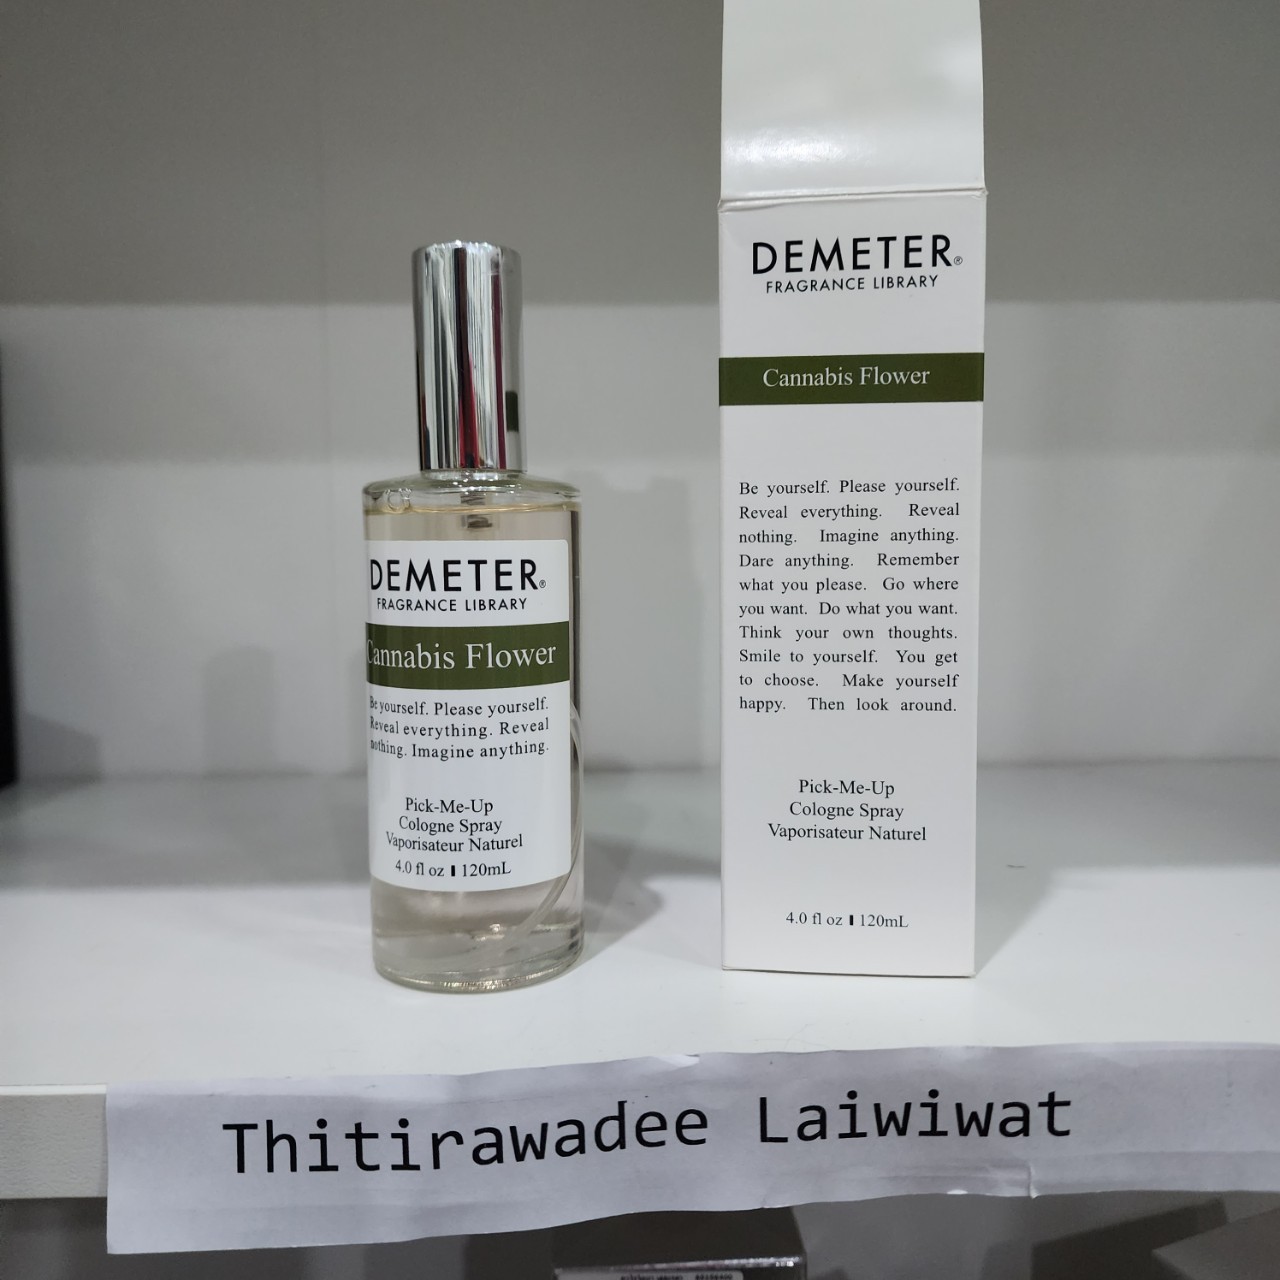 DEMETER®
FRAGRANCE LIBRARY
Cannabis Flower
Be yourself. Please yourself.
Reveal everything. Reveal
nothing. Imagine anything.
Pick-Me-Up
Cologne Spray
Vaporisateur Naturel
4.0 fl oz ❚ 120mL
DEMETER®
FRAGRANCE LIBRARY
Cannabis Flower
Be yourself. Please yourself.
Reveal everything. Reveal
nothing. Imagine anything.
Dare anything. Remember
what you please. Go where
you want. Do what you want.
Think your own thoughts.
Smile to yourself. You get
to choose. Make yourself
happy. Then look around.
Pick-Me-Up
Cologne Spray
Vaporisateur Naturel
4.0 fl oz ❚ 120mL
Thitirawadee Laiwiwat